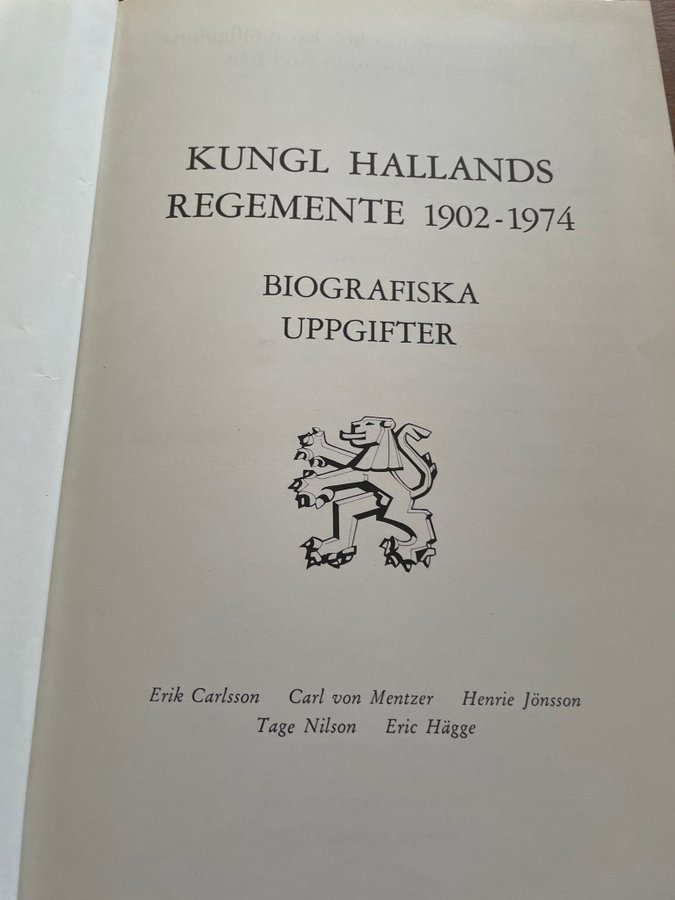 KUNGL HALLANDS
REGEMENTE 1902-1974
BIOGRAFISKA
UPPGIFTER
Erik Carlsson Carl von Mentzer Henrie Jönsson
Tage Nilson Eric Hägge